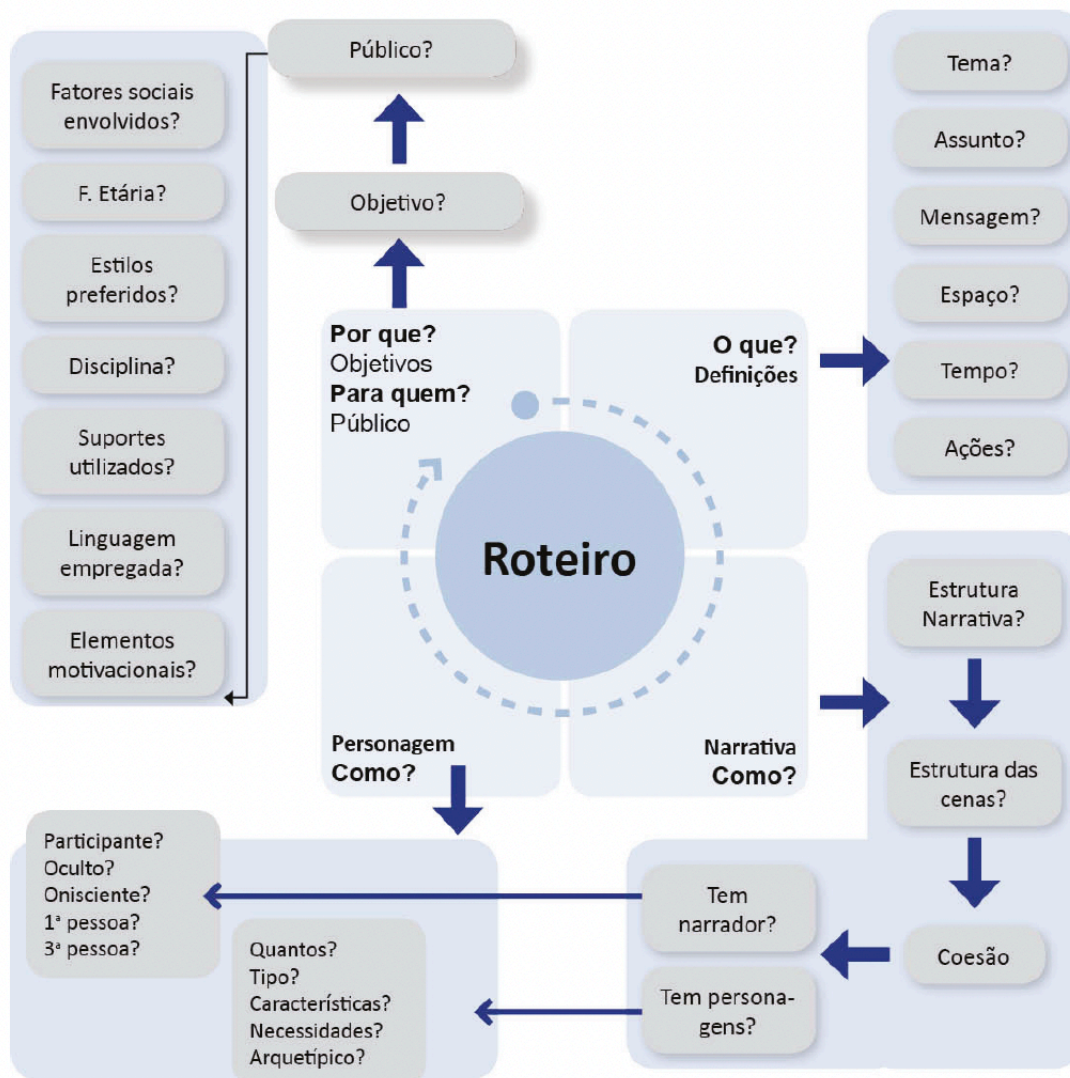 Público?
Fatores sociais
envolvidos?
F. Etária?
Estilos
preferidos?
Disciplina?
Suportes
utilizados?
Linguagem
empregada?
Elementos
motivacionais?
Objetivo?
Por que?
Objetivos
Para quem?
Público
O que?
Definições
Tema?
Assunto?
Mensagem?
Espaço?
Tempo?
Ações?
Roteiro
Personagem
Como?
Narrativa
Como?
Estrutura
Narrativa?
Estrutura das
cenas?
Coesão
Tem
narrador?
Tem persona-
gens?
Participante?
Oculto?
Onisciente?
1ª pessoa?
3ª pessoa?
Quantos?
Tipo?
Características?
Necessidades?
Arquetípico?